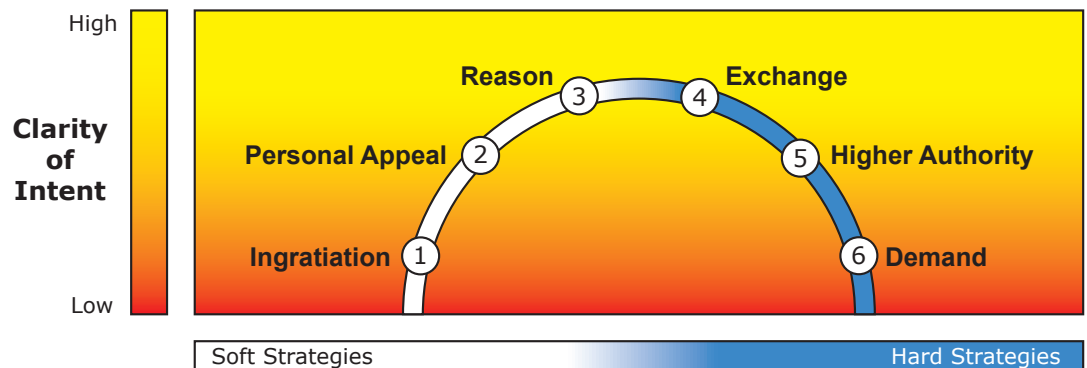 High
Clarity
of
Intent
Low
Reason
3
4
Exchange
Personal Appeal
2
5
Higher Authority
Ingratiation
1
6
Demand
Soft Strategies
Hard Strategies